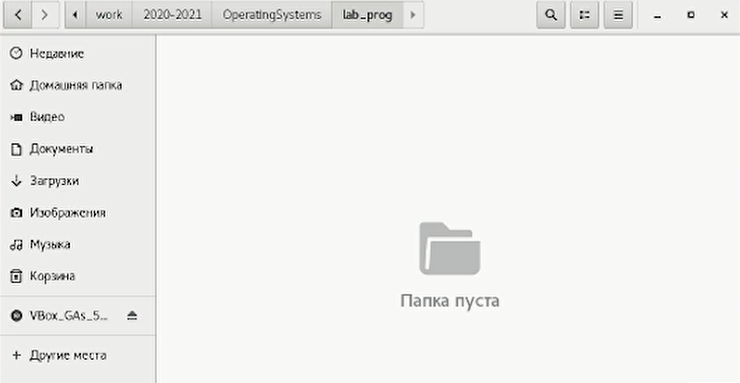 work 2020-2021 OperatingSystems lab_prog
Недавние
Домашняя папка
Видео
Документы
Загрузки
Изображения
Музыка
Корзина
VBox_GAs_5...
Другие места
Папка пуста